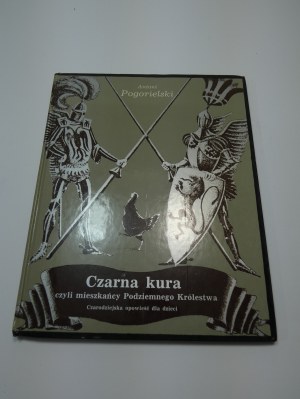 Antoni
Pogorielski
Czarna kura
czyli mieszkańcy Podziemnego Królestwa
Czarodziejska opowieść dla dzieci